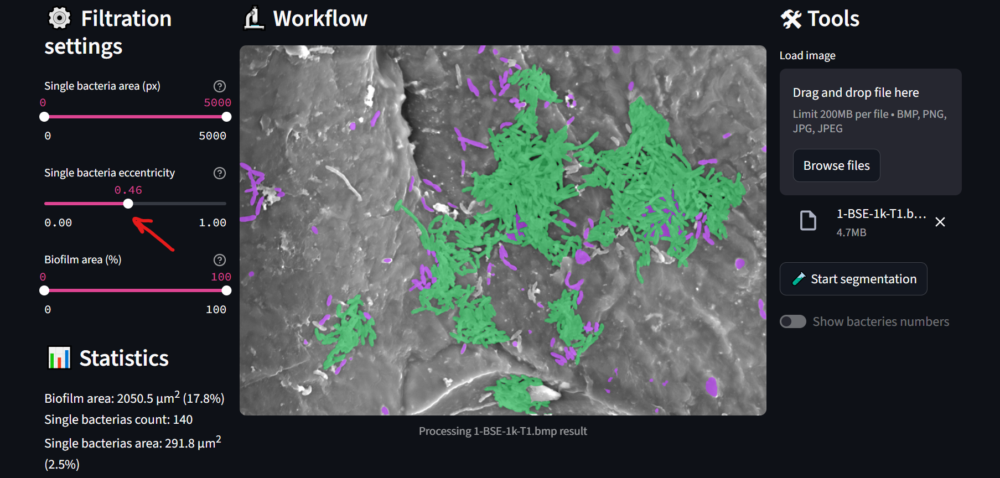 Filtration
settings
Single bacteria area (px)
0 5000
0 5000
Single bacteria eccentricity
0.46
0.00 1.00
Biofilm area (%)
0 100
0 100
Statistics
Biofilm area: 2050.5 µm² (17.8%)
Single bacterias count: 140
Single bacterias area: 291.8 µm²
(2.5%)
Workflow
Processing 1-BSE-1k-T1.bmp result
Tools
Load image
Drag and drop file here
Limit 200MB per file • BMP, PNG,
JPG, JPEG
Browse files
1-BSE-1k-T1.b...
4.7MB
Start segmentation
Show bacteries numbers